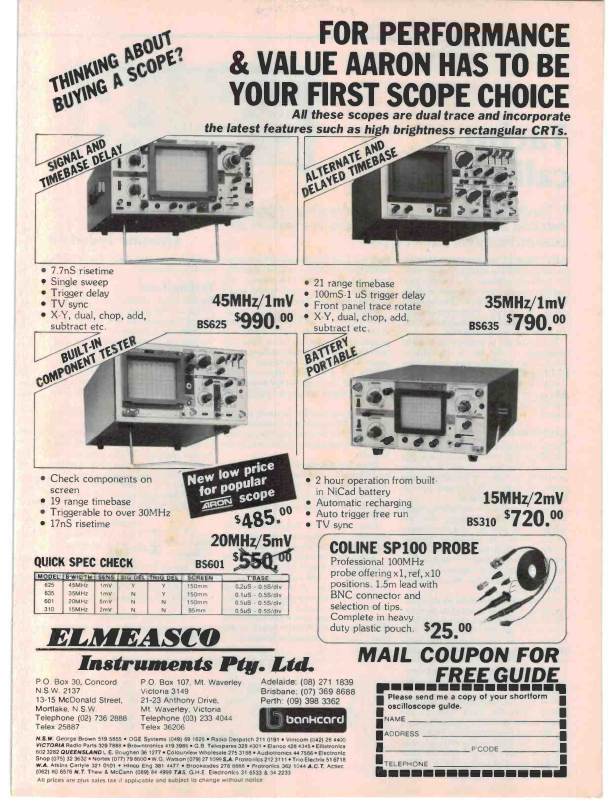 THINKING ABOUT
BUYING A SCOPE?
FOR PERFORMANCE
& VALUE AARON HAS TO BE
YOUR FIRST SCOPE CHOICE
All these scopes are dual trace and incorporate
the latest features such as high brightness rectangular CRTs.
SIGNAL AND
TIMEBASE DELAY
• 7.7nS risetime
• Single sweep
• Trigger delay
• TV sync
• X-Y, dual, chop, add,
subtract etc.
45MHz/1mV
BS625 $990.00
ALTERNATE AND
DELAYED TIMEBASE
• 21 range timebase
• 100mS-1 uS trigger delay
• Front panel trace rotate
• X-Y, dual, chop, add,
subtract etc.
35MHz/1mV
BS635 $790.00
BUILT-IN
COMPONENT TESTER
• Check components on
screen
• 19 range timebase
• Triggerable to over 30MHz
• 17nS risetime
New low price
for popular
AARON scope
$485.00
20MHz/5mV
BS601 $550.00
BATTERY
PORTABLE
• 2 hour operation from built-
in NiCad battery
• Automatic recharging
• Auto trigger free run
• TV sync
15MHz/2mV
BS310 $720.00
QUICK SPEC CHECK
MODEL B'WIDTH SENS SIG DEL TRIG DEL SCREEN T'BASE
625 45MHz 1mV Y Y 150mm 0.2uS - 0.5S/div
635 35MHz 1mV N Y 150mm 0.1uS - 0.5S/div
601 20MHz 5mV N N 150mm 0.5uS - 0.5S/div
310 15MHz 2mV N N 95mm 0.5uS - 0.5S/div
COLINE SP100 PROBE
Professional 100MHz
probe offering x1, ref, x10
positions. 1.5m lead with
BNC connector and
selection of tips.
Complete in heavy
duty plastic pouch. $25.00
ELMEASCO
Instruments Pty. Ltd.
P.O. Box 30, Concord
N.S.W. 2137
13-15 McDonald Street,
Mortlake, N.S.W.
Telephone (02) 736 2888
Telex 25887
P.O. Box 107, Mt. Waverley
Victoria 3149
21-23 Anthony Drive,
Mt. Waverley, Victoria
Telephone (03) 233 4044
Telex 36206
Adelaide: (08) 271 1839
Brisbane: (07) 369 8688
Perth: (09) 398 3362
bankcard
MAIL COUPON FOR
FREE GUIDE
Please send me a copy of your shortform
oscilloscope guide.
NAME
ADDRESS
P'CODE
TELEPHONE
N.S.W. George Brown 519 5855 • DGE Systems (049) 69 1625 • Radio Despatch 211 0191 • Vimcom (042) 28 4400
VICTORIA Radio Parts 329 7888 • Browntronics 419 3986 • G.B. Telespares 328 4301 • Elanco 428 4345 • Ellistronics
602 3282 QUEENSLAND L.E. Boughen 36 1277 • Colourview Wholesale 275 3188 • Electronics 44 7566 • Electronic
Shop (075) 32 3632 • Nortek (077) 79 8600 • W.G. Watson (079) 27 1099 S.A. Protronics 212 3111 • Trio Electrix 51 6718
W.A. Atkins Carlyle 321 0101 • Hinco Eng 381 4477 • Brookeades 276 8888 • Protronics 362 1044 A.C.T. Actec
(062) 80 6576 N.T. Thew & McCann (089) 84 4999 TAS. G.H.E. Electronics 31 6533 & 34 2233
All prices are plus sales tax if applicable and subject to change without notice